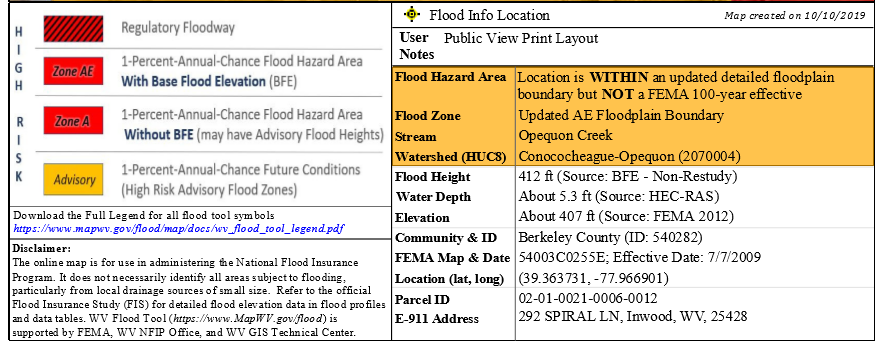 HIGH RISK
Regulatory Floodway
Zone AE
1-Percent-Annual-Chance Flood Hazard Area
With Base Flood Elevation (BFE)
Zone A
1-Percent-Annual-Chance Flood Hazard Area
Without BFE (may have Advisory Flood Heights)
Advisory
1-Percent-Annual-Chance Future Conditions
(High Risk Advisory Flood Zones)
Download the Full Legend for all flood tool symbols
https://www.mapwv.gov/flood/map/docs/wv_flood_tool_legend.pdf
Disclaimer:
The online map is for use in administering the National Flood Insurance
Program. It does not necessarily identify all areas subject to flooding,
particularly from local drainage sources of small size. Refer to the official
Flood Insurance Study (FIS) for detailed flood elevation data in flood profiles
and data tables. WV Flood Tool (https://www.MapWV.gov/flood) is
supported by FEMA, WV NFIP Office, and WV GIS Technical Center.
Flood Info Location
Map created on 10/10/2019
User Notes Public View Print Layout
Flood Hazard Area Location is WITHIN an updated detailed floodplain
boundary but NOT a FEMA 100-year effective
Flood Zone Updated AE Floodplain Boundary
Stream Opequon Creek
Watershed (HUC8) Conococheague-Opequon (2070004)
Flood Height 412 ft (Source: BFE - Non-Restudy)
Water Depth About 5.3 ft (Source: HEC-RAS)
Elevation About 407 ft (Source: FEMA 2012)
Community & ID Berkeley County (ID: 540282)
FEMA Map & Date 54003C0255E; Effective Date: 7/7/2009
Location (lat, long) (39.363731, -77.966901)
Parcel ID 02-01-0021-0006-0012
E-911 Address 292 SPIRAL LN, Inwood, WV, 25428